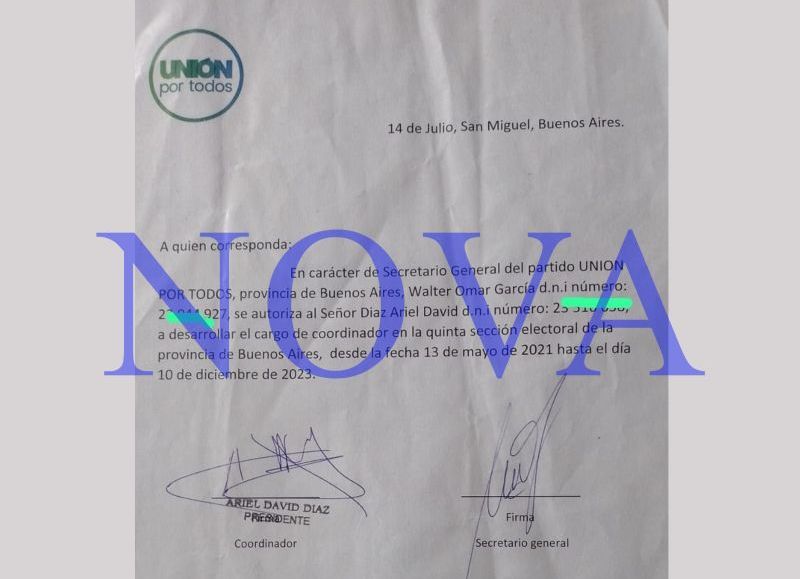 UNIÓN
por todos
14 de Julio, San Miguel, Buenos Aires.
NOVA
A quien corresponda:
En carácter de Secretario General del partido UNION
POR TODOS, provincia de Buenos Aires, Walter Omar García d.n.i número:
927, se autoriza al Señor Diaz Ariel David d.n.i número:
a desarrollar el cargo de coordinador en la quinta sección electoral de la
provincia de Buenos Aires, desde la fecha 13 de mayo de 2021 hasta el día
10 de diciembre de 2023.
ARIEL DAVID DIAZ
PRESIDENTE
Firma
Coordinador
Firma
Secretario general